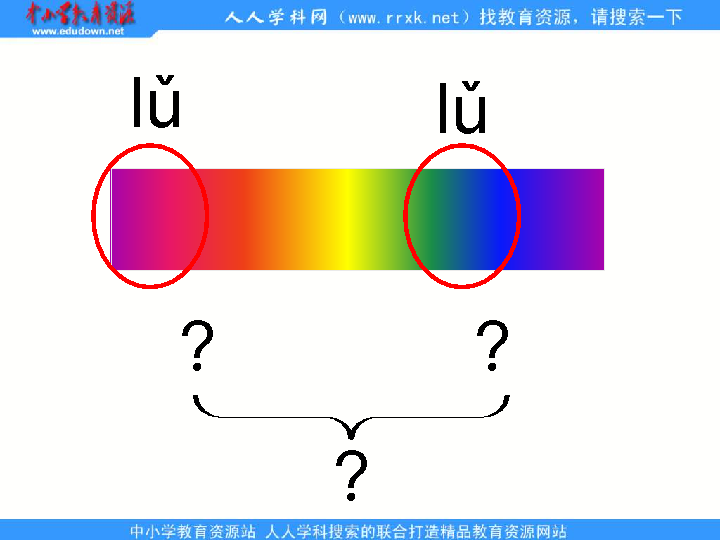 中小学教育资源
www.edudown.net
人人学科网（www.rrxk.net）找教育资源，请搜索一下
lǔ lǔ
? ?
?
中小学教育资源站 人人学科搜索的联合打造精品教育资源网站